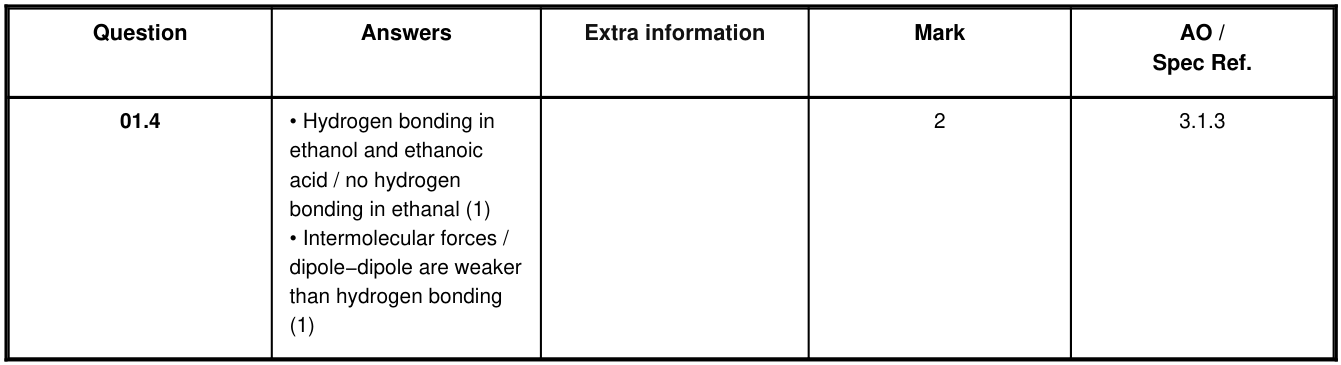 Question Answers Extra information Mark AO /
Spec Ref.
01.4 • Hydrogen bonding in 2 3.1.3
ethanol and ethanoic
acid / no hydrogen
bonding in ethanal (1)
• Intermolecular forces /
dipole–dipole are weaker
than hydrogen bonding
(1)